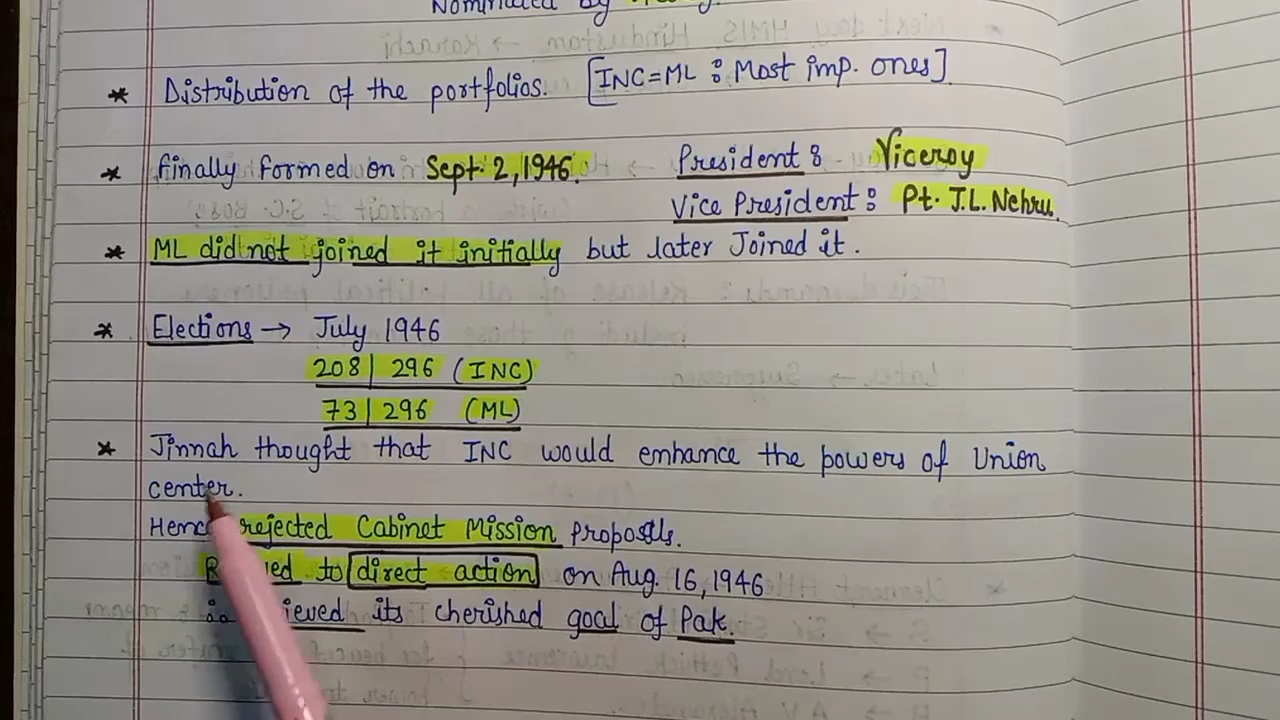 Nominated by
* Distribution of the portfolios. [INC=ML : Most imp. ones]
* Finally formed on Sept. 2, 1946. President : Viceroy
Vice President : Pt. J.L. Nehru.
* ML did not joined it initially but later Joined it.
* Elections → July 1946
208| 296 (INC)
73| 296 (ML)
* Jinnah thought that INC would enhance the powers of Union
center.
rejected Cabinet Mission Proposals.
to direct action on Aug. 16, 1946
its cherished goal of Pak.